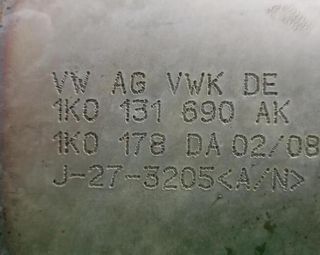 VW AG VWK DE
1K0 131 690 AK
1K0 178 DA 02/08
J-27-3205<A/N>